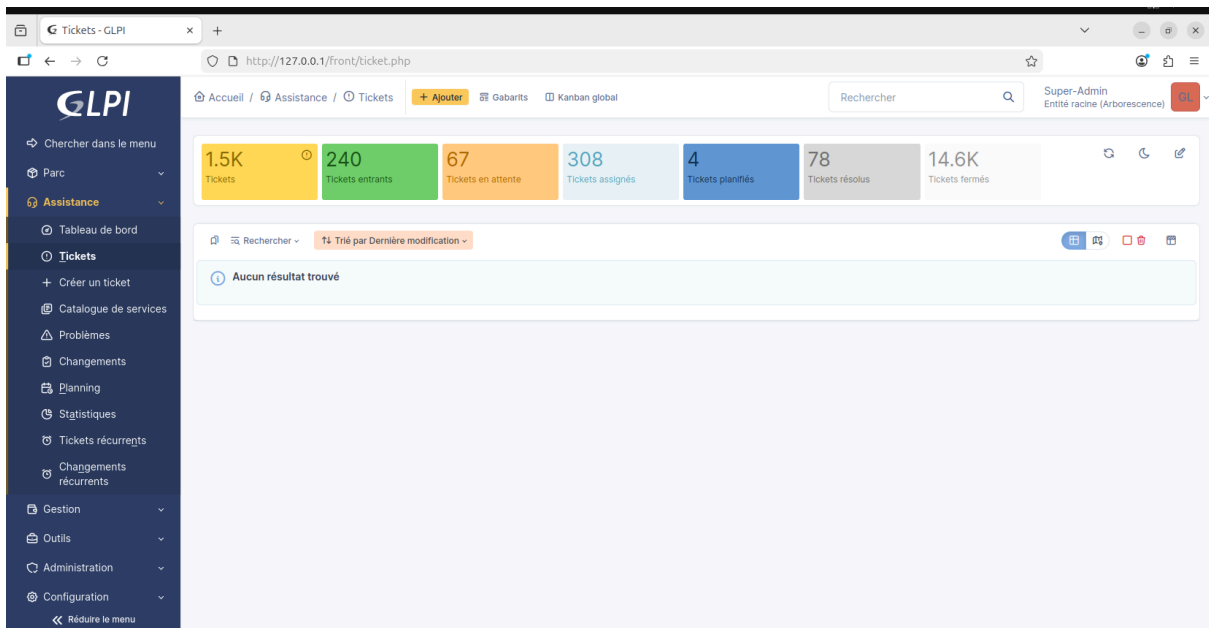 Tickets - GLPI
http://127.0.0.1/front/ticket.php
GLPI
Accueil / Assistance / Tickets
+ Ajouter
Gabarits
Kanban global
Rechercher
Super-Admin
Entité racine (Arborescence)
GL
Chercher dans le menu
Parc
Assistance
Tableau de bord
Tickets
Créer un ticket
Catalogue de services
Problèmes
Changements
Planning
Statistiques
Tickets récurrents
Changements
récurrents
Gestion
Outils
Administration
Configuration
Réduire le menu
1.5K
Tickets
240
Tickets entrants
67
Tickets en attente
308
Tickets assignés
4
Tickets planifiés
78
Tickets résolus
14.6K
Tickets fermés
Rechercher
Trié par Dernière modification
Aucun résultat trouvé